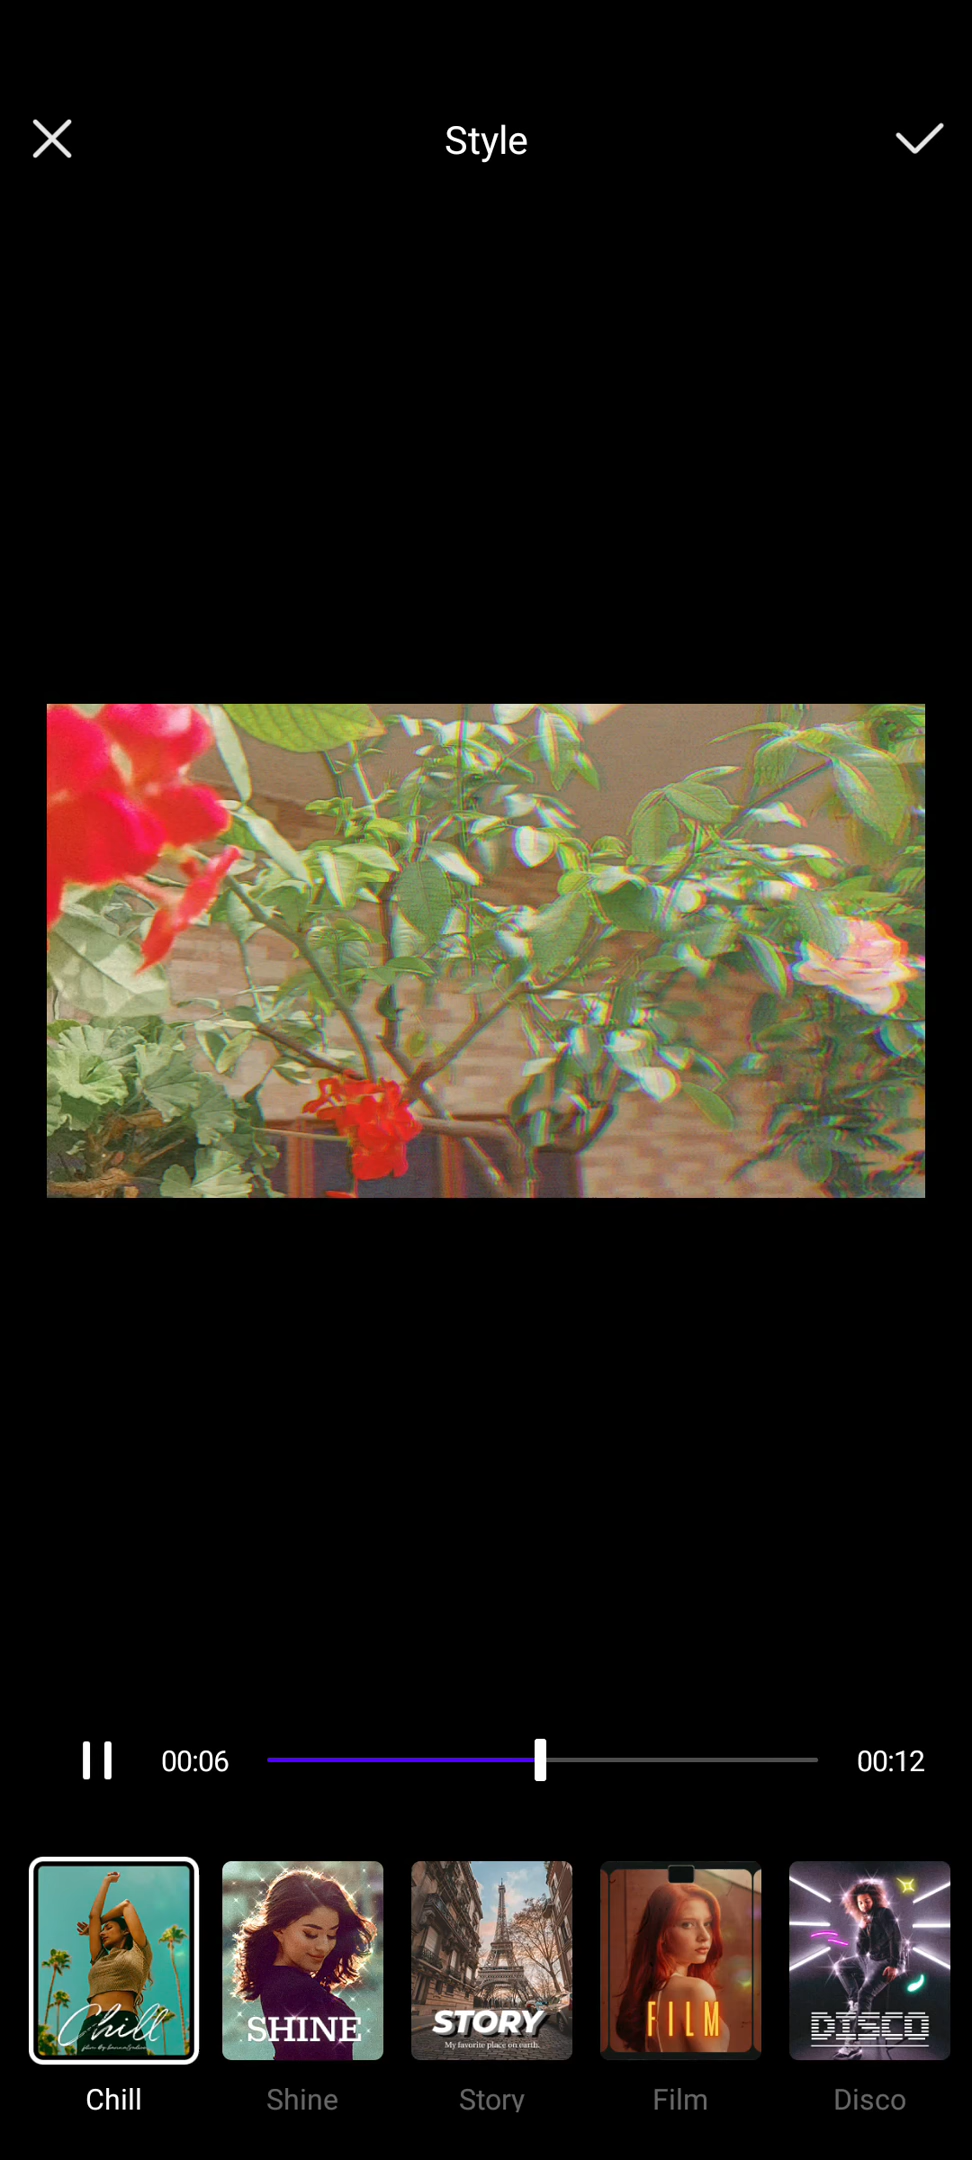 Style
00:06
00:12
Chill
SHINE
STORY
My favorite place on earth.
FILM
DISCO
Chill
Shine
Story
Film
Disco